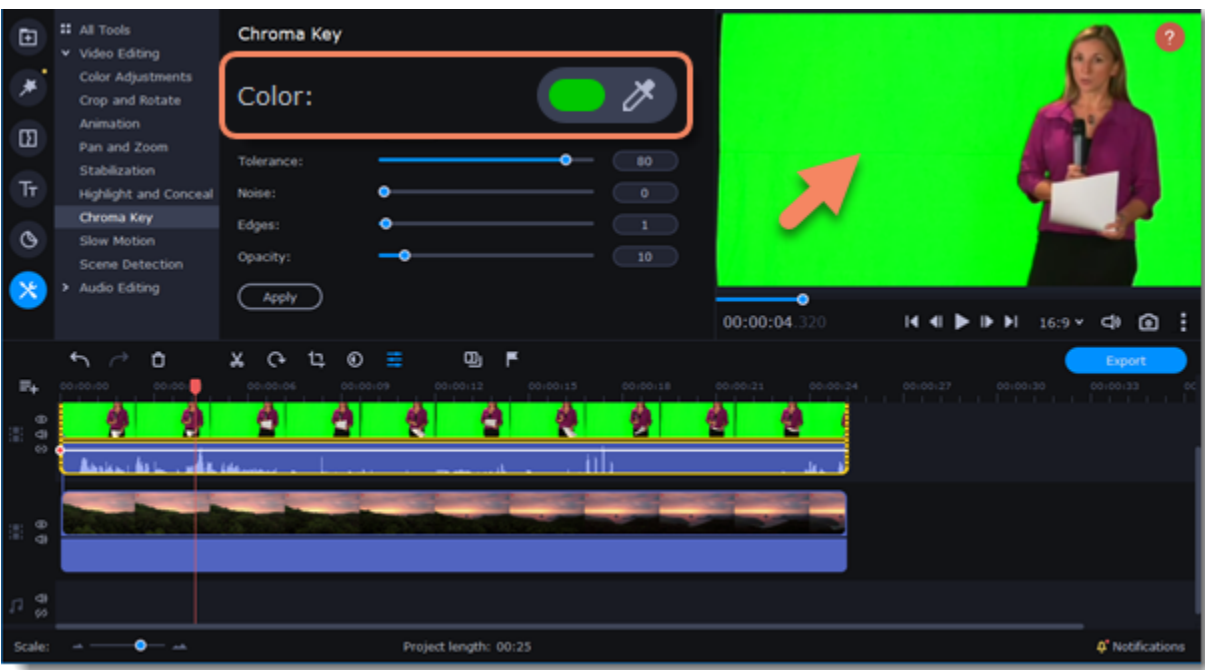 All Tools
Video Editing
Color Adjustments
Crop and Rotate
Animation
Pan and Zoom
Stabilization
Highlight and Conceal
Chroma Key
Slow Motion
Scene Detection
Audio Editing
Chroma Key
Color:
Tolerance: 80
Noise: 0
Edges: 1
Opacity: 10
Apply
?
00:00:04.320
16:9
Export
00:00:00 00:00: 00:00:06 00:00:09 00:00:12 00:00:15 00:00:18 00:00:21 00:00:24 00:00:27 00:00:30 00:00:33 00
Tт
Scale:
Project length: 00:25
Notifications